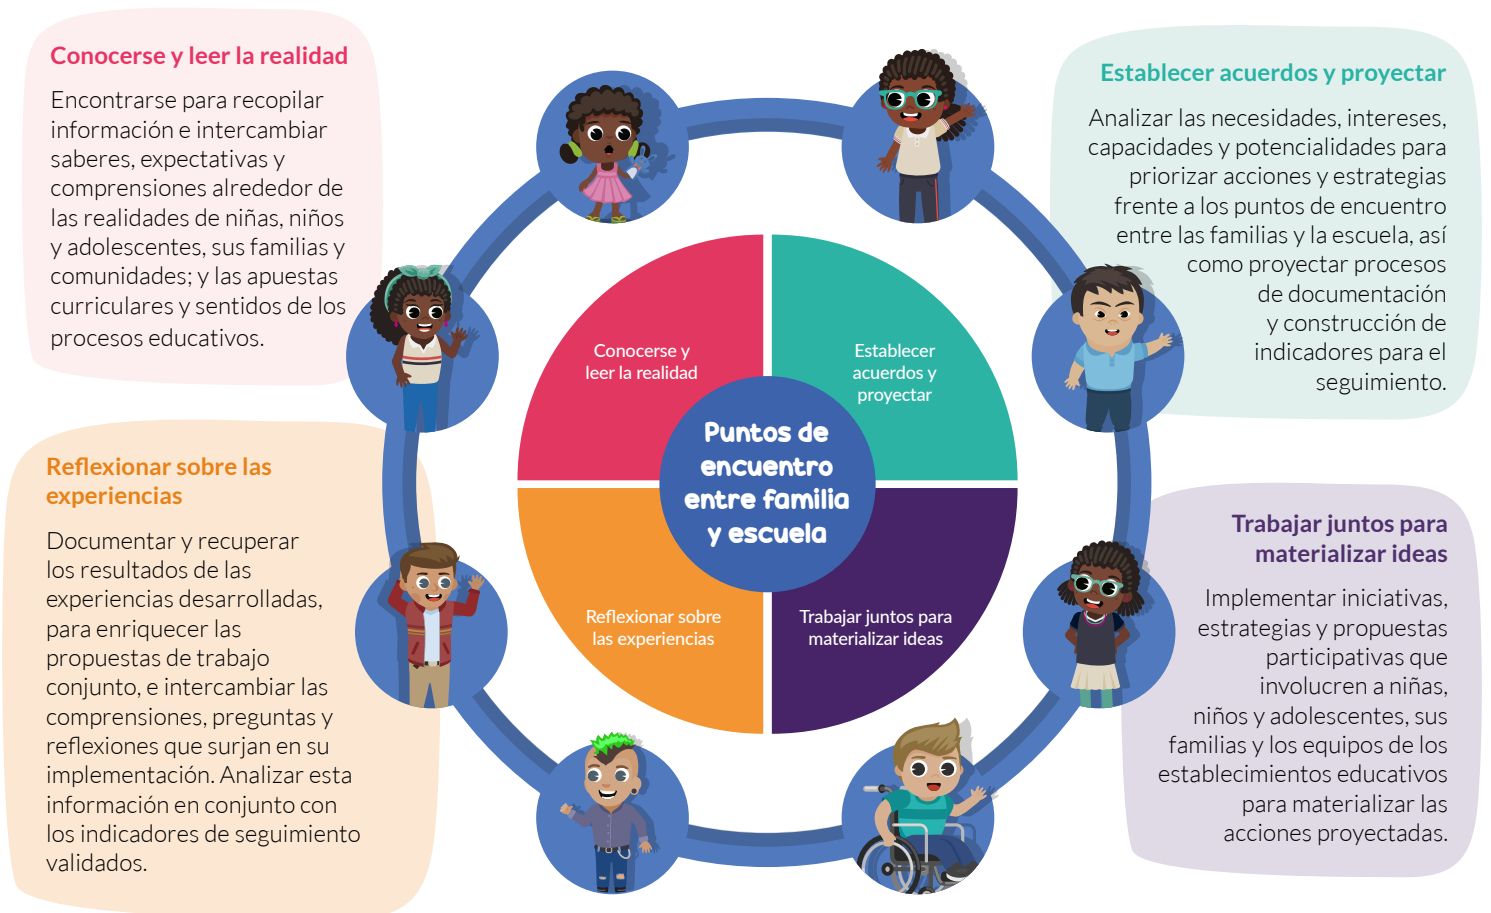 Conocerse y leer la realidad
Encontrarse para recopilar
información e intercambiar
saberes, expectativas y
comprensiones alrededor de
las realidades de niñas, niños
y adolescentes, sus familias y
comunidades; y las apuestas
curriculares y sentidos de los
procesos educativos.
Establecer acuerdos y proyectar
Analizar las necesidades, intereses,
capacidades y potencialidades para
priorizar acciones y estrategias
frente a los puntos de encuentro
entre las familias y la escuela, así
como proyectar procesos
de documentación
y construcción de
indicadores para el
seguimiento.
Conocerse y
leer la realidad
Establecer
acuerdos y
proyectar
Puntos de
encuentro
entre familia
y escuela
Reflexionar sobre
las experiencias
Trabajar juntos para
materializar ideas
Reflexionar sobre las
experiencias
Documentar y recuperar
los resultados de las
experiencias desarrolladas,
para enriquecer las
propuestas de trabajo
conjunto, e intercambiar las
comprensiones, preguntas y
reflexiones que surjan en su
implementación. Analizar esta
información en conjunto con
los indicadores de seguimiento
validados.
Trabajar juntos para
materializar ideas
Implementar iniciativas,
estrategias y propuestas
participativas que
involucren a niñas,
niños y adolescentes, sus
familias y los equipos de los
establecimientos educativos
para materializar las
acciones proyectadas.